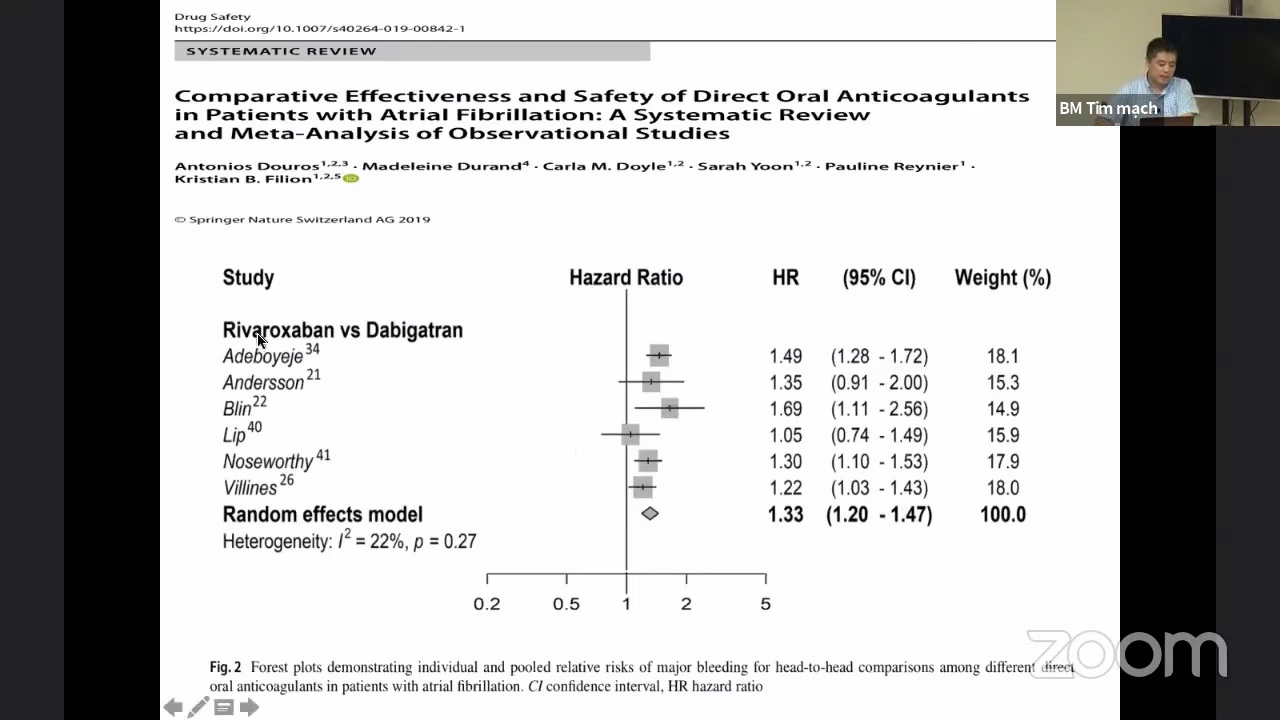 Drug Safety
https://doi.org/10.1007/s40264-019-00842-1
SYSTEMATIC REVIEW
Comparative Effectiveness and Safety of Direct Oral Anticoagulants
in Patients with Atrial Fibrillation: A Systematic Review
and Meta-Analysis of Observational Studies
Antonios Douros1,2,3 · Madeleine Durand4 · Carla M. Doyle1,2 · Sarah Yoon1,2 · Pauline Reynier1 ·
Kristian B. Filion1,2,5 iD
© Springer Nature Switzerland AG 2019
BM Tim mạch
Study Hazard Ratio HR (95% CI) Weight (%)
Rivaroxaban vs Dabigatran
Adeboyeje34 1.49 (1.28 - 1.72) 18.1
Andersson21 1.35 (0.91 - 2.00) 15.3
Blin22 1.69 (1.11 - 2.56) 14.9
Lip40 1.05 (0.74 - 1.49) 15.9
Noseworthy41 1.30 (1.10 - 1.53) 17.9
Villines26 1.22 (1.03 - 1.43) 18.0
Random effects model 1.33 (1.20 - 1.47) 100.0
Heterogeneity: I2 = 22%, p = 0.27
0.2 0.5 1 2 5
Fig. 2 Forest plots demonstrating individual and pooled relative risks of major bleeding for head-to-head comparisons among different direct
oral anticoagulants in patients with atrial fibrillation. CI confidence interval, HR hazard ratio
zoom